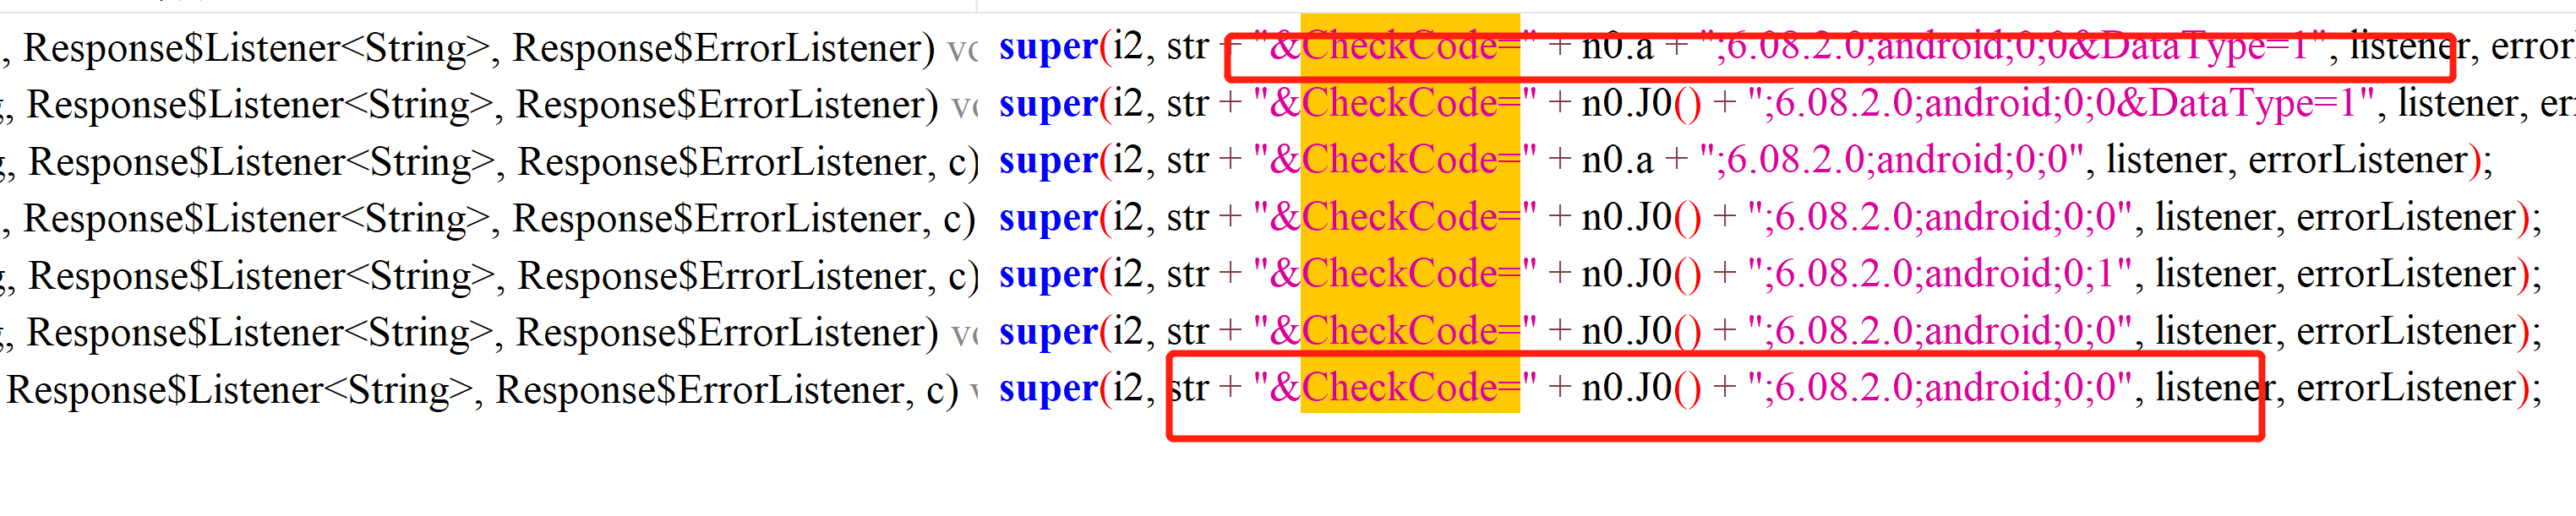 , Response$Listener<String>, Response$ErrorListener) vo super(i2, str + "&CheckCode=" + n0.a + ";6.08.2.0;android;0;0&DataType=1", listener, error
g, Response$Listener<String>, Response$ErrorListener) vo super(i2, str + "&CheckCode=" + n0.J0() + ";6.08.2.0;android;0;0&DataType=1", listener, er
g, Response$Listener<String>, Response$ErrorListener, c) super(i2, str + "&CheckCode=" + n0.a + ";6.08.2.0;android;0;0", listener, errorListener);
, Response$Listener<String>, Response$ErrorListener, c) super(i2, str + "&CheckCode=" + n0.J0() + ";6.08.2.0;android;0;0", listener, errorListener);
g, Response$Listener<String>, Response$ErrorListener, c) super(i2, str + "&CheckCode=" + n0.J0() + ";6.08.2.0;android;0;1", listener, errorListener);
g, Response$Listener<String>, Response$ErrorListener) vo super(i2, str + "&CheckCode=" + n0.J0() + ";6.08.2.0;android;0;0", listener, errorListener);
Response$Listener<String>, Response$ErrorListener, c) v super(i2, str + "&CheckCode=" + n0.J0() + ";6.08.2.0;android;0;0", listener, errorListener);